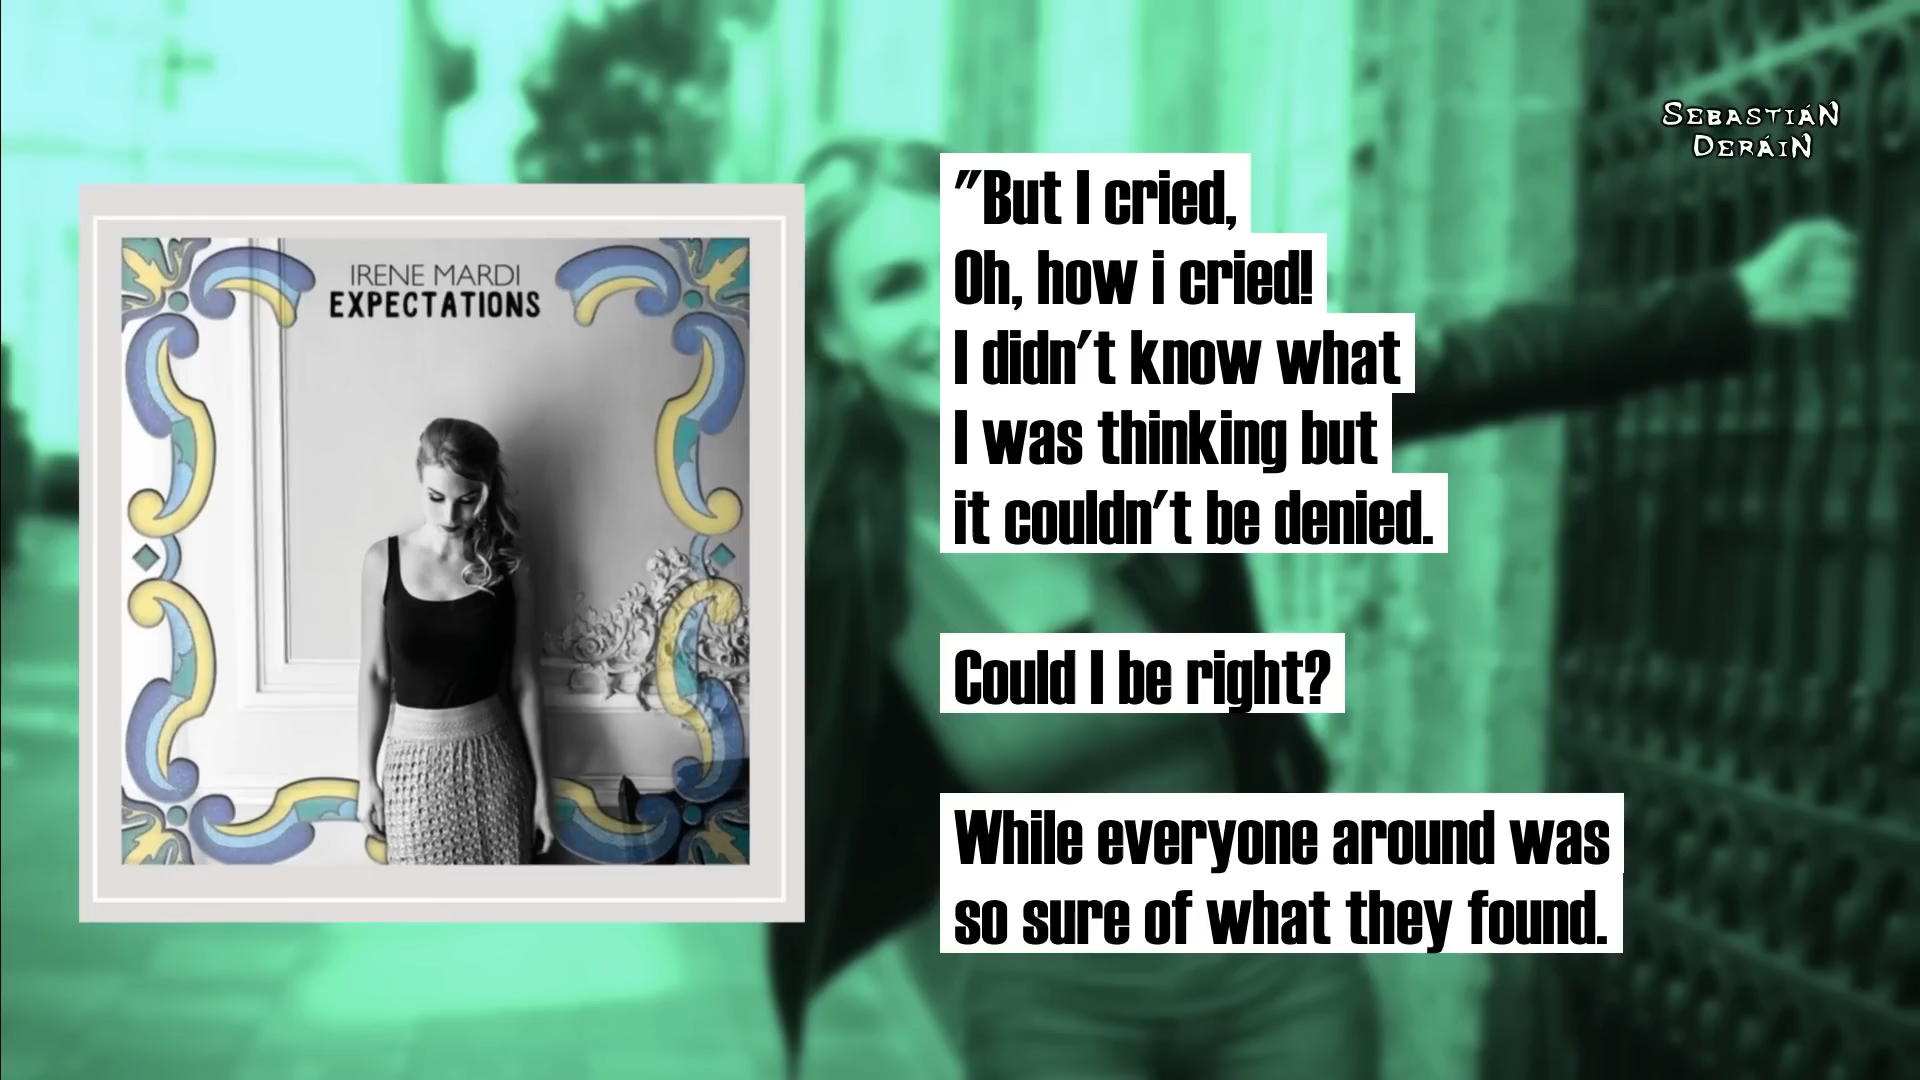 IRENE MARDI
EXPECTATIONS
"But I cried,
Oh, how i cried!
I didn't know what
I was thinking but
it couldn't be denied.
Could I be right?
While everyone around was
so sure of what they found.
SEBASTIÁN
DERÁIN